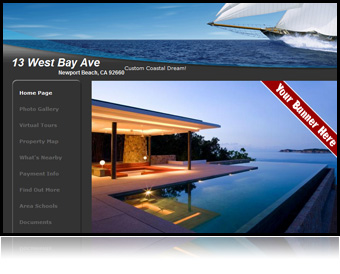 13 West Bay Ave
Newport Beach, CA 92660
Custom Coastal Dream!
Home Page
Photo Gallery
Virtual Tours
Property Map
What's Nearby
Payment Info
Find Out More
Area Schools
Documents
Your Banner Here